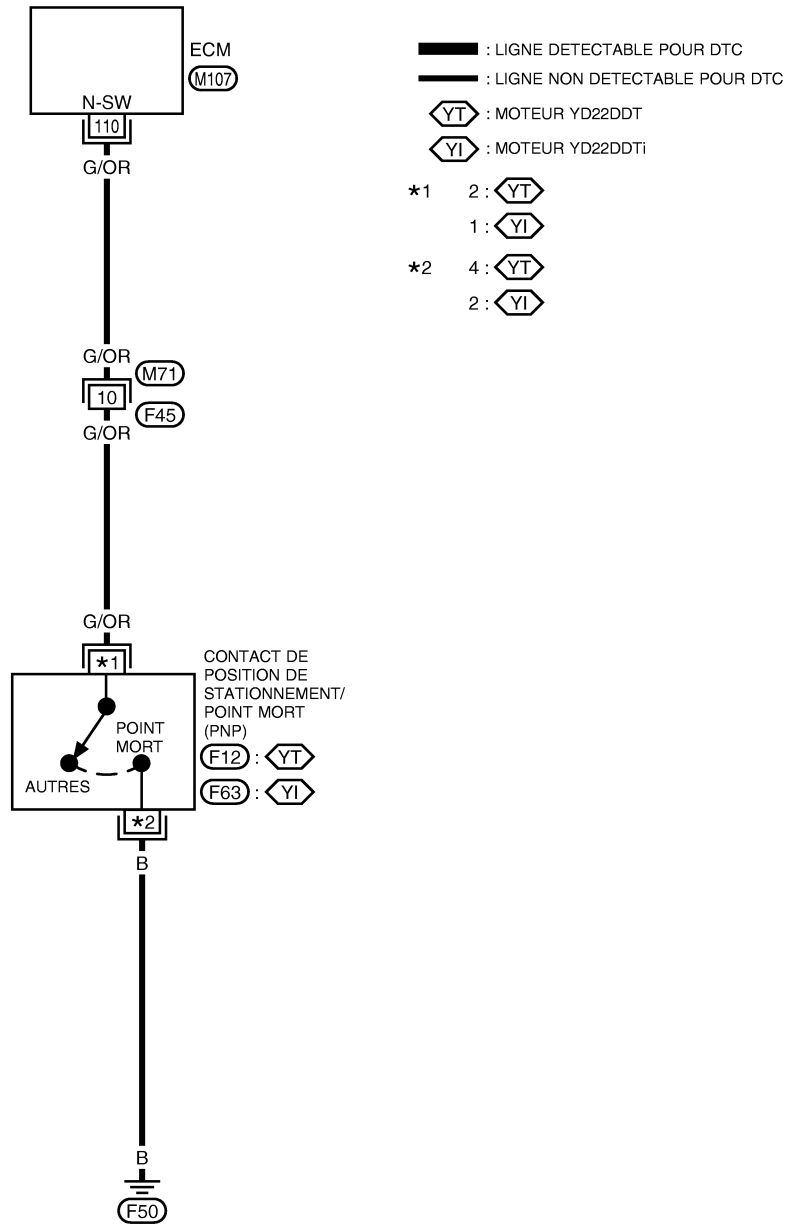 ECM
M107
N-SW
110
G/OR
G/OR
M71
10
F45
G/OR
G/OR
*1
CONTACT DE
POSITION DE
STATIONNEMENT/
POINT MORT
(PNP)
F12 : YT
F63 : YI
POINT
MORT
AUTRES
*2
B
B
F50
: LIGNE DETECTABLE POUR DTC
: LIGNE NON DETECTABLE POUR DTC
YT : MOTEUR YD22DDT
YI : MOTEUR YD22DDTi
*1 2 : YT
1 : YI
*2 4 : YT
2 : YI